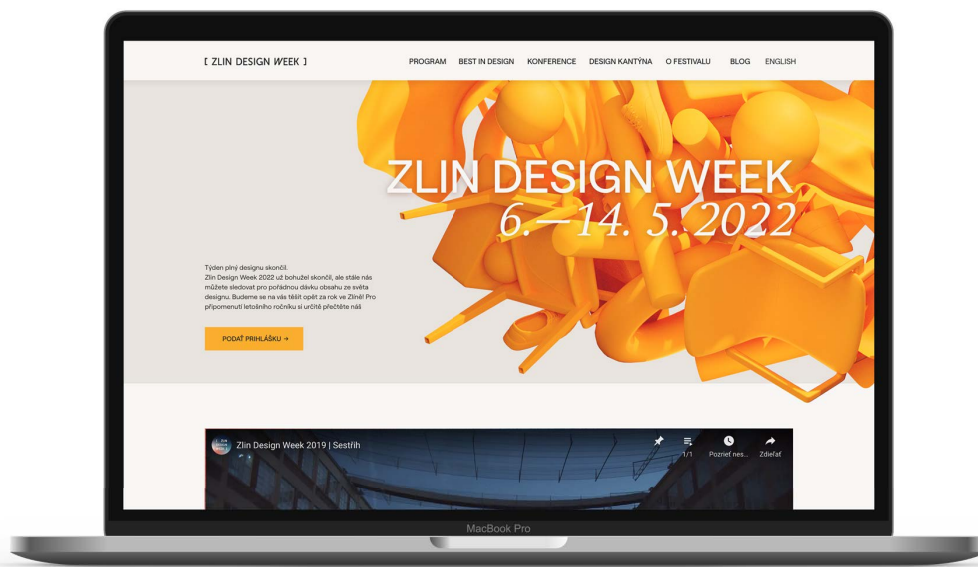 [ ZLIN DESIGN WEEK ]
PROGRAM BEST IN DESIGN KONFERENCE DESIGN KANTÝNA O FESTIVALU BLOG ENGLISH
ZLIN DESIGN WEEK
6.—14. 5. 2022
Týden plný designu skončil.
Zlin Design Week 2022 už bohužel skončil, ale stále nás
můžete sledovat pro pořádnou dávku obsahu ze světa
designu. Budeme se na vás těšit opět za rok ve Zlíně! Pro
připomenutí letošního ročníku si určitě přečtěte náš
PODAŤ PRIHLÁŠKU →
Zlin Design Week 2019 | Sestřih
1/1 Pozrieť nes... Zdieľať
MacBook Pro